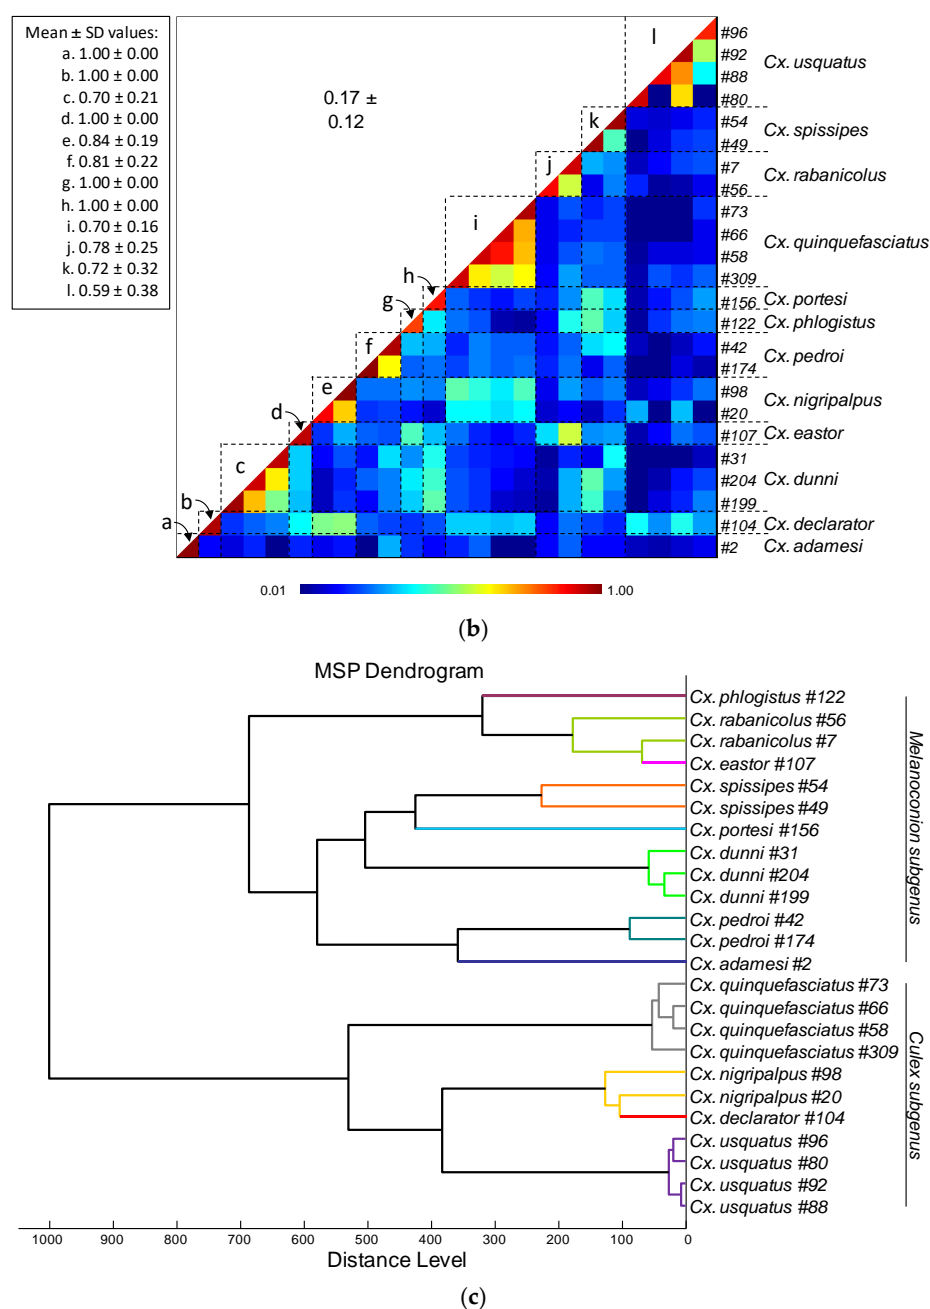 Mean ± SD values:
a. 1.00 ± 0.00
b. 1.00 ± 0.00
c. 0.70 ± 0.21
d. 1.00 ± 0.00
e. 0.84 ± 0.19
f. 0.81 ± 0.22
g. 1.00 ± 0.00
h. 1.00 ± 0.00
i. 0.70 ± 0.16
j. 0.78 ± 0.25
k. 0.72 ± 0.32
l. 0.59 ± 0.38
0.17 ±
0.12
l
k
j
i
h
g
f
e
d
c
b
a
#96
#92
#88
#80
Cx. usquatus
#54
#49
Cx. spissipes
#7
#56
Cx. rabanicolus
#73
#66
#58
#309
Cx. quinquefasciatus
#156 Cx. portesi
#122 Cx. phlogistus
#42
#174
Cx. pedroi
#98
#20
Cx. nigripalpus
#107 Cx. eastor
#31
#204
#199
Cx. dunni
#104 Cx. declarator
#2 Cx. adamesi
0.01 1.00
(b)
MSP Dendrogram
Cx. phlogistus #122
Cx. rabanicolus #56
Cx. rabanicolus #7
Cx. eastor #107
Cx. spissipes #54
Cx. spissipes #49
Cx. portesi #156
Cx. dunni #31
Cx. dunni #204
Cx. dunni #199
Cx. pedroi #42
Cx. pedroi #174
Cx. adamesi #2
Melanoconion subgenus
Cx. quinquefasciatus #73
Cx. quinquefasciatus #66
Cx. quinquefasciatus #58
Cx. quinquefasciatus #309
Cx. nigripalpus #98
Cx. nigripalpus #20
Cx. declarator #104
Cx. usquatus #96
Cx. usquatus #80
Cx. usquatus #92
Cx. usquatus #88
Culex subgenus
1000 900 800 700 600 500 400 300 200 100 0
Distance Level
(c)